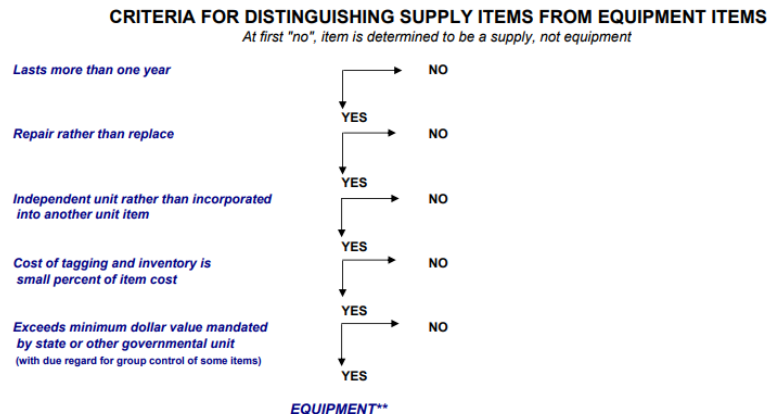 CRITERIA FOR DISTINGUISHING SUPPLY ITEMS FROM EQUIPMENT ITEMS
At first "no", item is determined to be a supply, not equipment
Lasts more than one year NO
YES
Repair rather than replace NO
YES
Independent unit rather than incorporated NO
into another unit item
YES
Cost of tagging and inventory is NO
small percent of item cost
YES
Exceeds minimum dollar value mandated NO
by state or other governmental unit
(with due regard for group control of some items)
YES
EQUIPMENT**